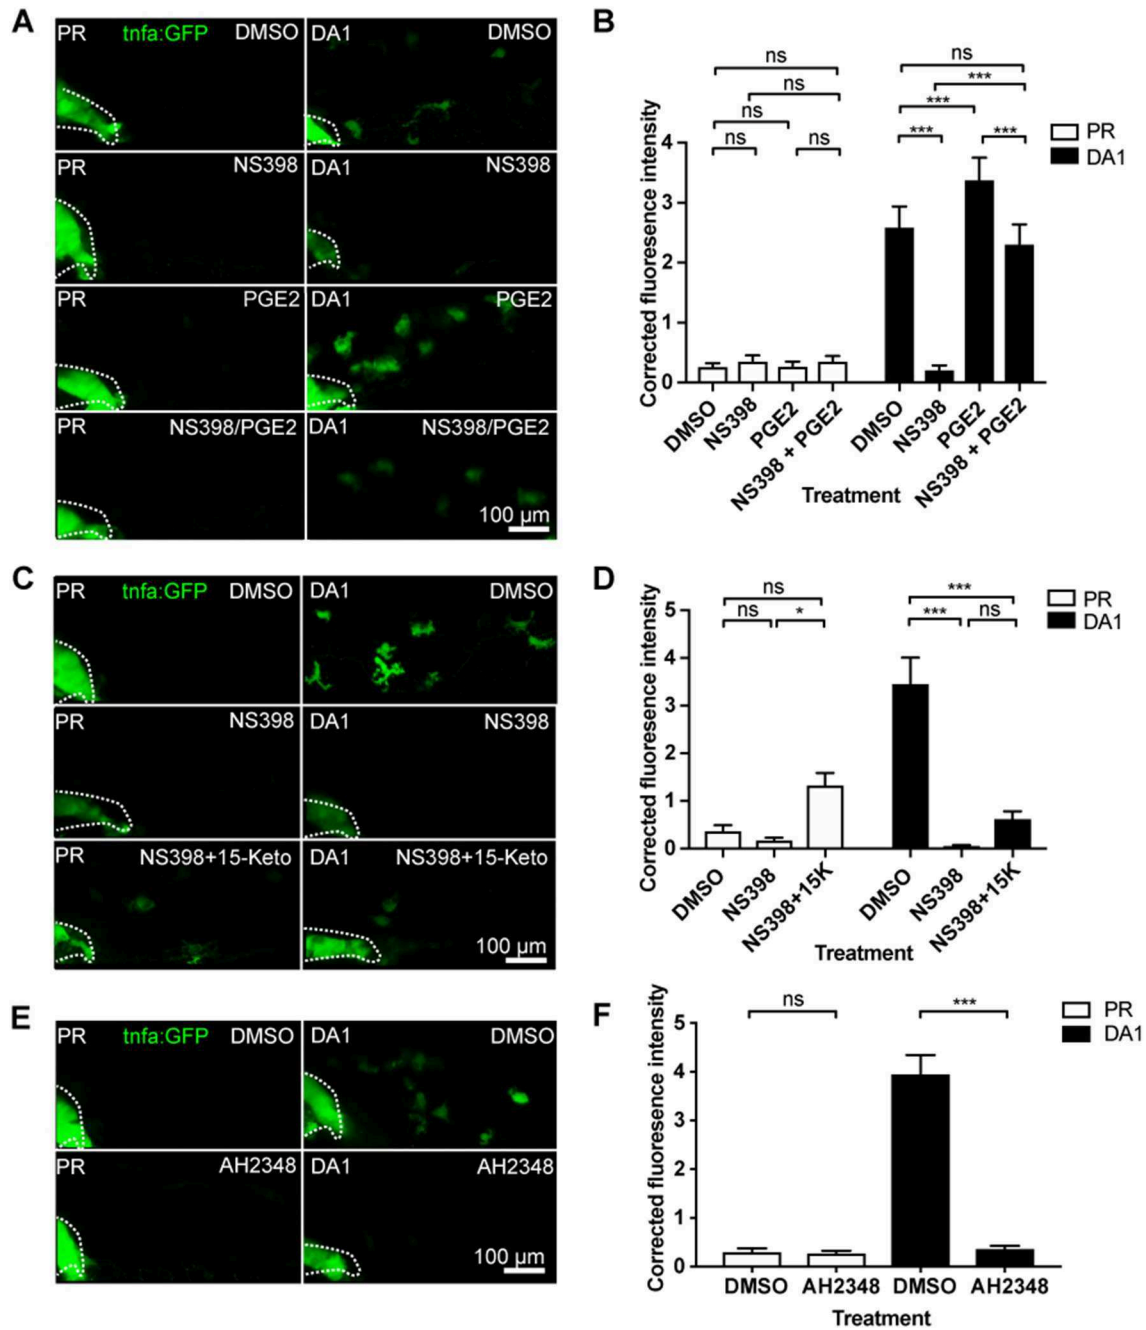 A
PR tnfa:GFP DMSO DA1 DMSO
PR NS398 DA1 NS398
PR PGE2 DA1 PGE2
PR NS398/PGE2 DA1 NS398/PGE2
100 µm
B
Corrected fluoresence intensity
4
3
2
1
0
ns
ns ***
ns ***
ns ns *** ***
PR
DA1
DMSO NS398 PGE2 NS398 + PGE2 DMSO NS398 PGE2 NS398 + PGE2
Treatment
C
PR tnfa:GFP DMSO DA1 DMSO
PR NS398 DA1 NS398
PR NS398+15-Keto DA1 NS398+15-Keto
100 µm
D
Corrected fluoresence intensity
5
4
3
2
1
0
ns ***
ns * *** ns
PR
DA1
DMSO NS398 NS398+15K DMSO NS398 NS398+15K
Treatment
E
PR tnfa:GFP DMSO DA1 DMSO
PR AH2348 DA1 AH2348
100 µm
F
Corrected fluoresence intensity
5
4
3
2
1
0
ns ***
PR
DA1
DMSO AH2348 DMSO AH2348
Treatment